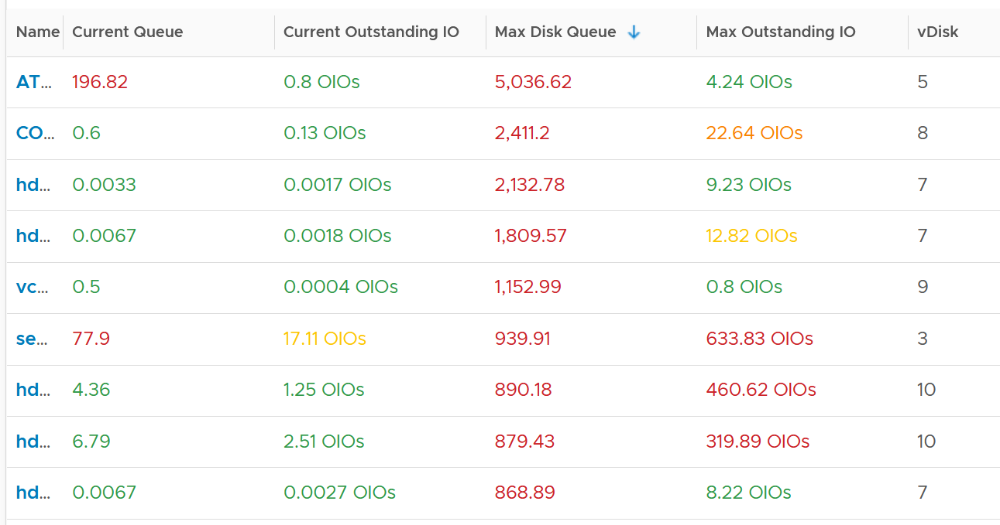 Name Current Queue Current Outstanding IO Max Disk Queue Max Outstanding IO vDisk
AT... 196.82 0.8 OIOs 5,036.62 4.24 OIOs 5
CO... 0.6 0.13 OIOs 2,411.2 22.64 OIOs 8
hd... 0.0033 0.0017 OIOs 2,132.78 9.23 OIOs 7
hd... 0.0067 0.0018 OIOs 1,809.57 12.82 OIOs 7
vc... 0.5 0.0004 OIOs 1,152.99 0.8 OIOs 9
se... 77.9 17.11 OIOs 939.91 633.83 OIOs 3
hd... 4.36 1.25 OIOs 890.18 460.62 OIOs 10
hd... 6.79 2.51 OIOs 879.43 319.89 OIOs 10
hd... 0.0067 0.0027 OIOs 868.89 8.22 OIOs 7